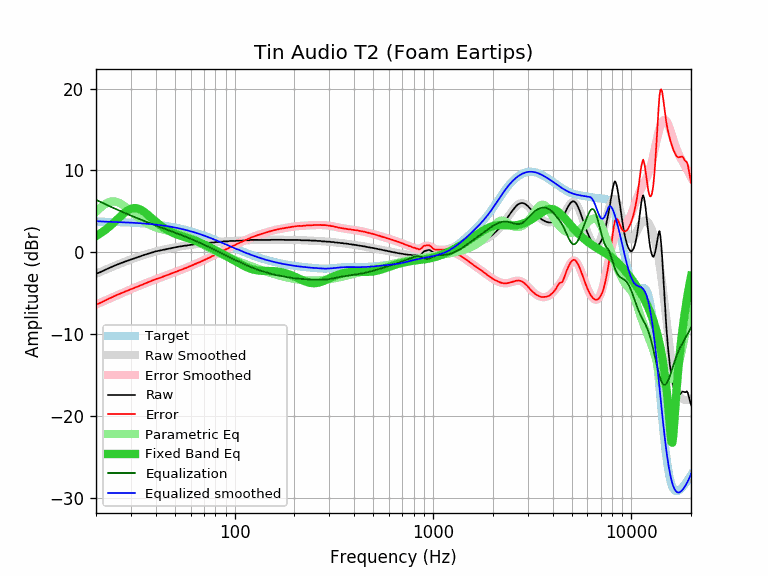 Tin Audio T2 (Foam Eartips)
20
10
0
−10
−20
−30
Amplitude (dBr)
Target
Raw Smoothed
Error Smoothed
Raw
Error
Parametric Eq
Fixed Band Eq
Equalization
Equalized smoothed
100
1000
10000
Frequency (Hz)